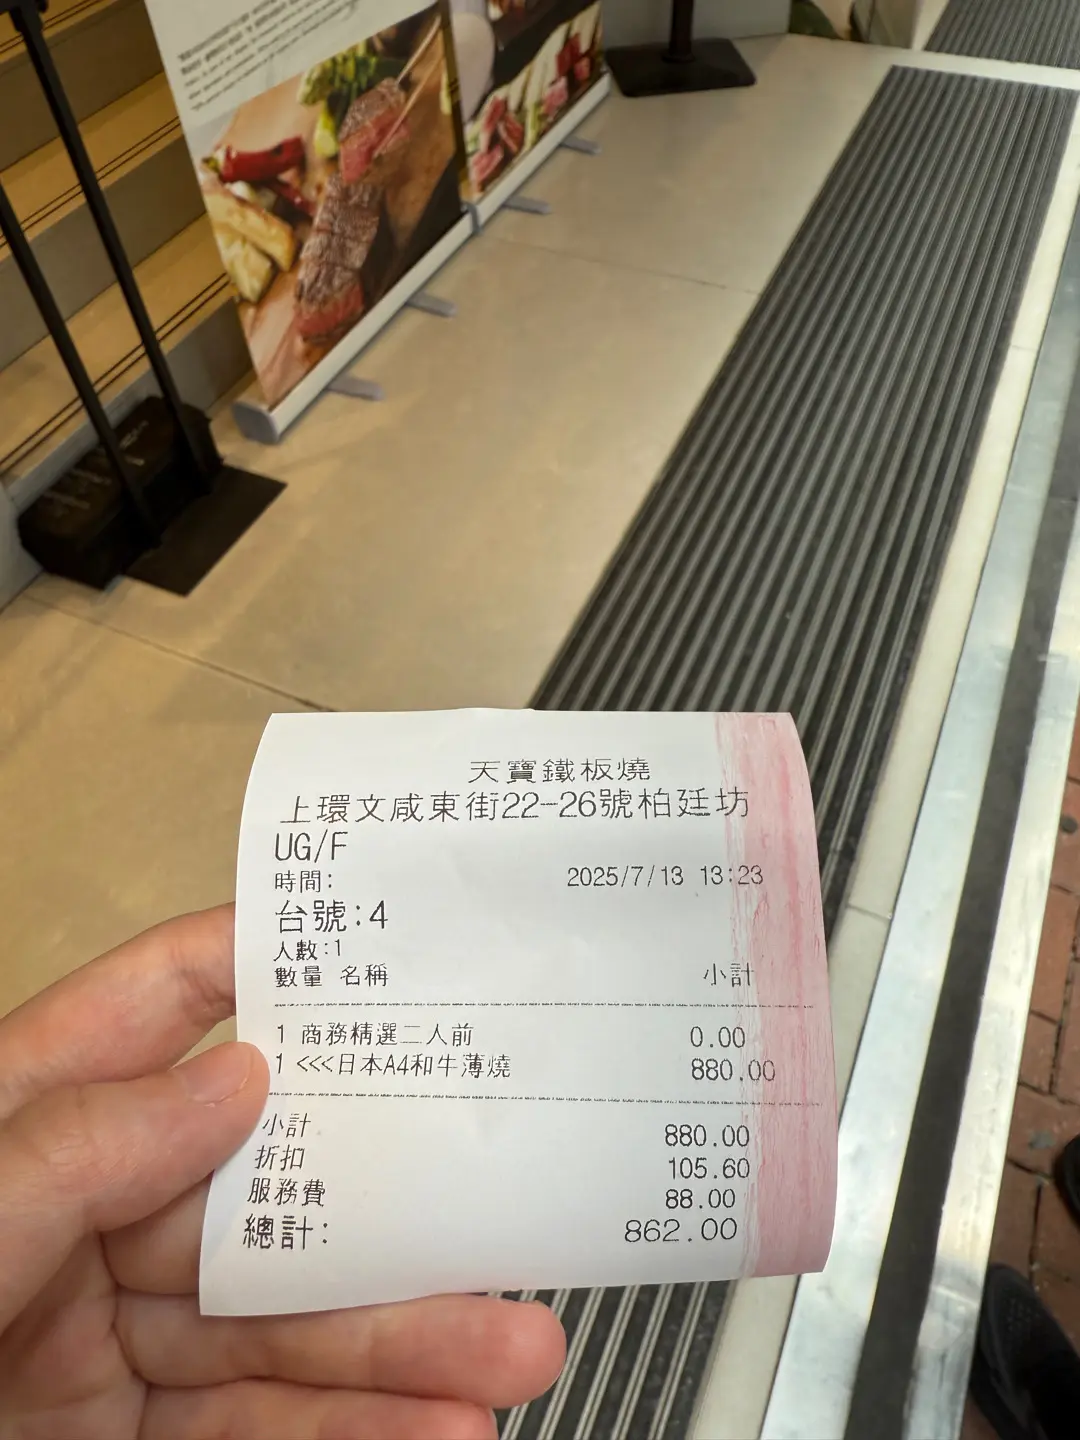 天寶鐵板燒
上環文咸東街22-26號柏廷坊
UG/F
時間: 2025/7/13 13:23
台號:4
人數:1
數量 名稱 小計
1 商務精選二人前 0.00
1 <<<日本A4和牛薄燒 880.00
小計 880.00
折扣 105.60
服務費 88.00
總計: 862.00